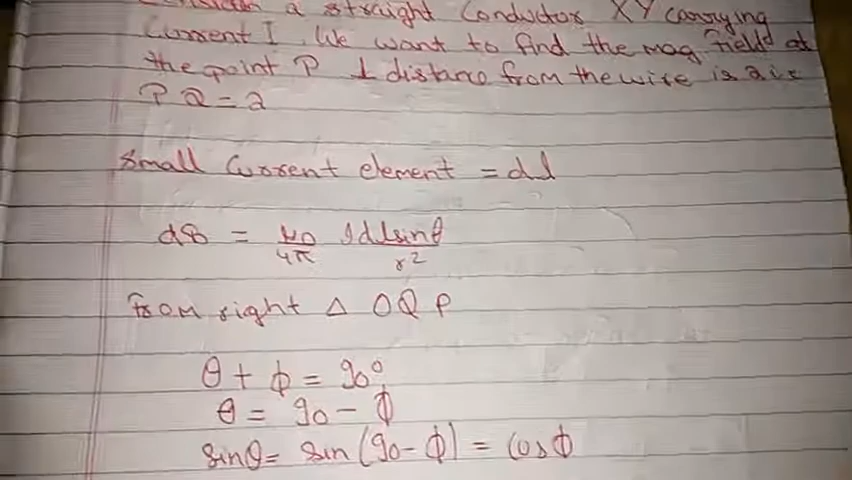 Consider a straight Conductor XY carrying
Current I. We want to find the mag. field at
the point P ⊥ distance from the wire is a i.e
PQ = a
Small Current element = dl
dB = μ0/4π Idlsinθ/r²
From right Δ OQP
θ + ϕ = 90°
θ = 90 - ϕ
sinθ = sin(90-ϕ) = Cosϕ